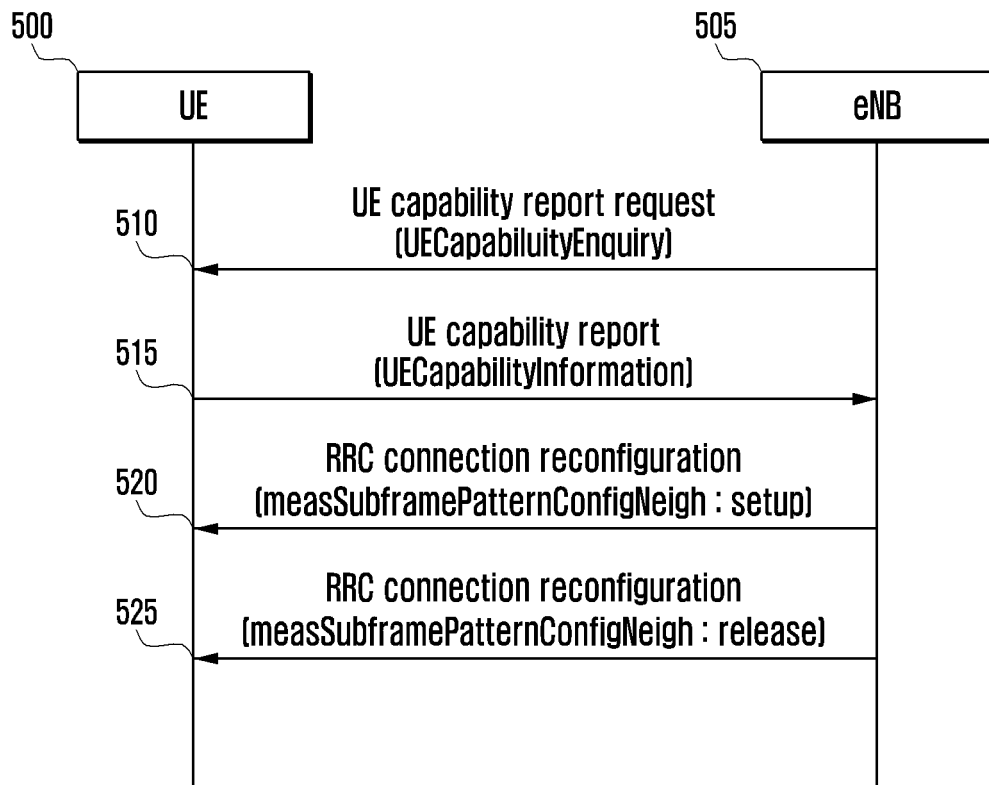 500
505
UE
eNB
UE capability report request
510
(UECapabiluityEnquiry)
UE capability report
515
(UECapabilityInformation)
RRC connection reconfiguration
520
(measSubframePatternConfigNeigh : setup)
RRC connection reconfiguration
525
(measSubframePatternConfigNeigh : release)